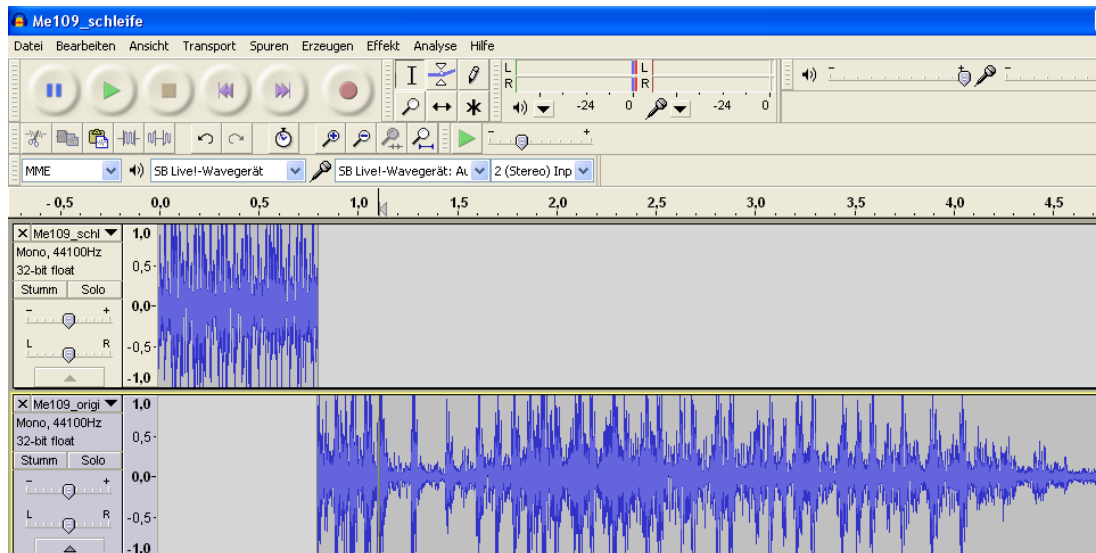 Me109_schleife
Datei Bearbeiten Ansicht Transport Spuren Erzeugen Effekt Analyse Hilfe
L L
R R
-24 0 -24 0
- + -
- +
MME SB Live!-Wavegerät SB Live!-Wavegerät: Au 2 (Stereo) Inp
- 0,5 0,0 0,5 1,0 1,5 2,0 2,5 3,0 3,5 4,0 4,5
X Me109_schl 1,0
Mono, 44100Hz
32-bit float 0,5
Stumm Solo
- + 0,0
L R -0,5
-1,0
X Me109_origi 1,0
Mono, 44100Hz
32-bit float 0,5
Stumm Solo
- + 0,0
L R -0,5
-1,0